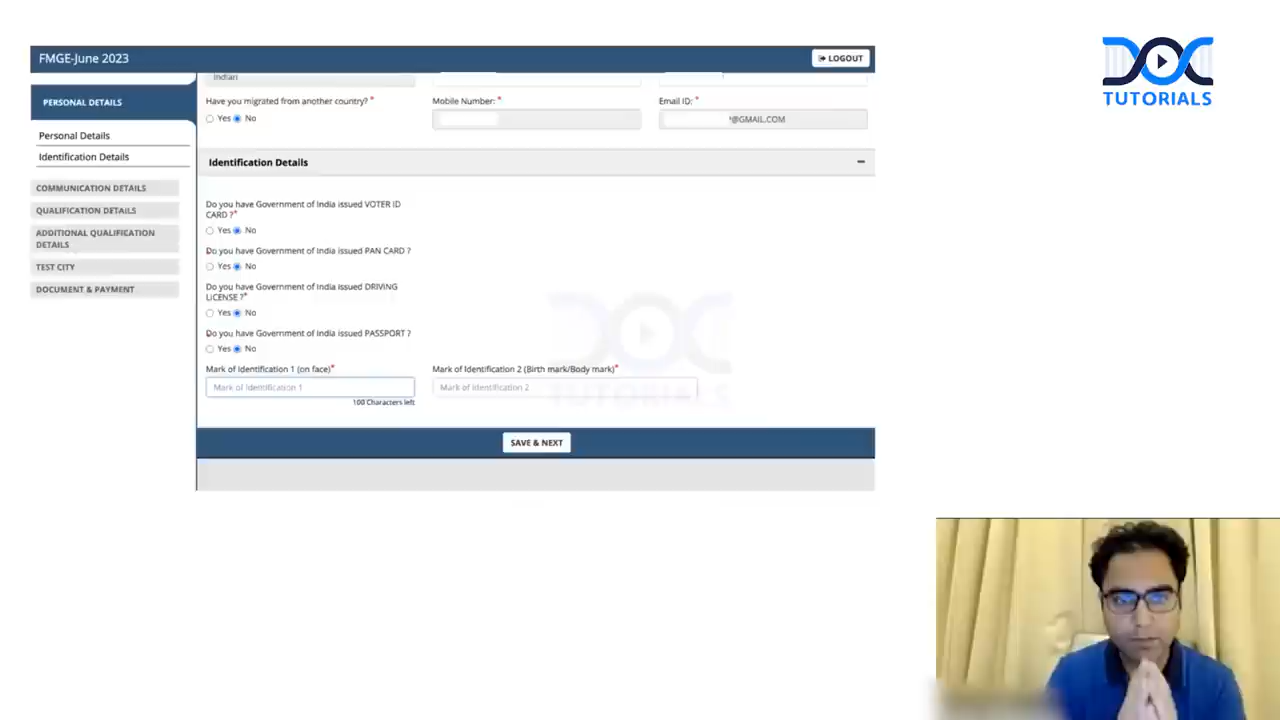 FMGE-June 2023
LOGOUT
TUTORIALS
PERSONAL DETAILS
Personal Details
Identification Details
COMMUNICATION DETAILS
QUALIFICATION DETAILS
ADDITIONAL QUALIFICATION
DETAILS
TEST CITY
DOCUMENT & PAYMENT
Indian
Have you migrated from another country? *
Yes No
Mobile Number: *
Email ID: *
@GMAIL.COM
Identification Details
Do you have Government of India issued VOTER ID
CARD ?*
Yes No
Do you have Government of India issued PAN CARD ?
Yes No
Do you have Government of India issued DRIVING
LICENSE ?*
Yes No
Do you have Government of India issued PASSPORT ?
Yes No
Mark of Identification 1 (on face)*
Mark of Identification 1
100 Characters left
Mark of Identification 2 (Birth mark/Body mark)*
Mark of Identification 2
TUTORIALS
SAVE & NEXT